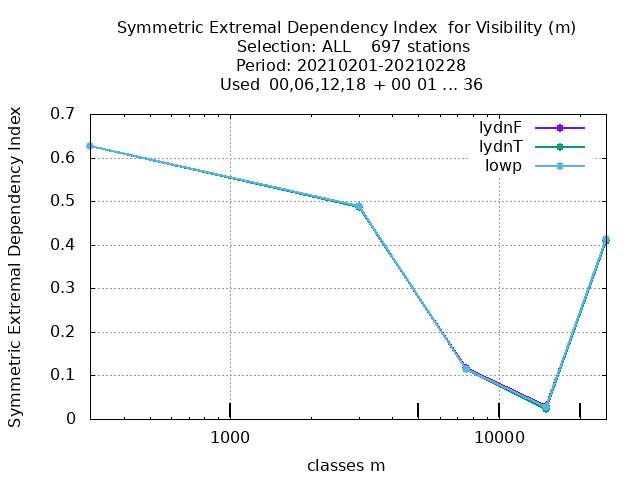 Symmetric Extremal Dependency Index  for Visibility (m)
Selection: ALL    697 stations
Period: 20210201-20210228
Used  00,06,12,18  + 00 01 ... 36
Symmetric Extremal Dependency Index
0.7
0.6
0.5
0.4
0.3
0.2
0.1
0
lydnF
lydnT
lowp
1000
10000
classes m